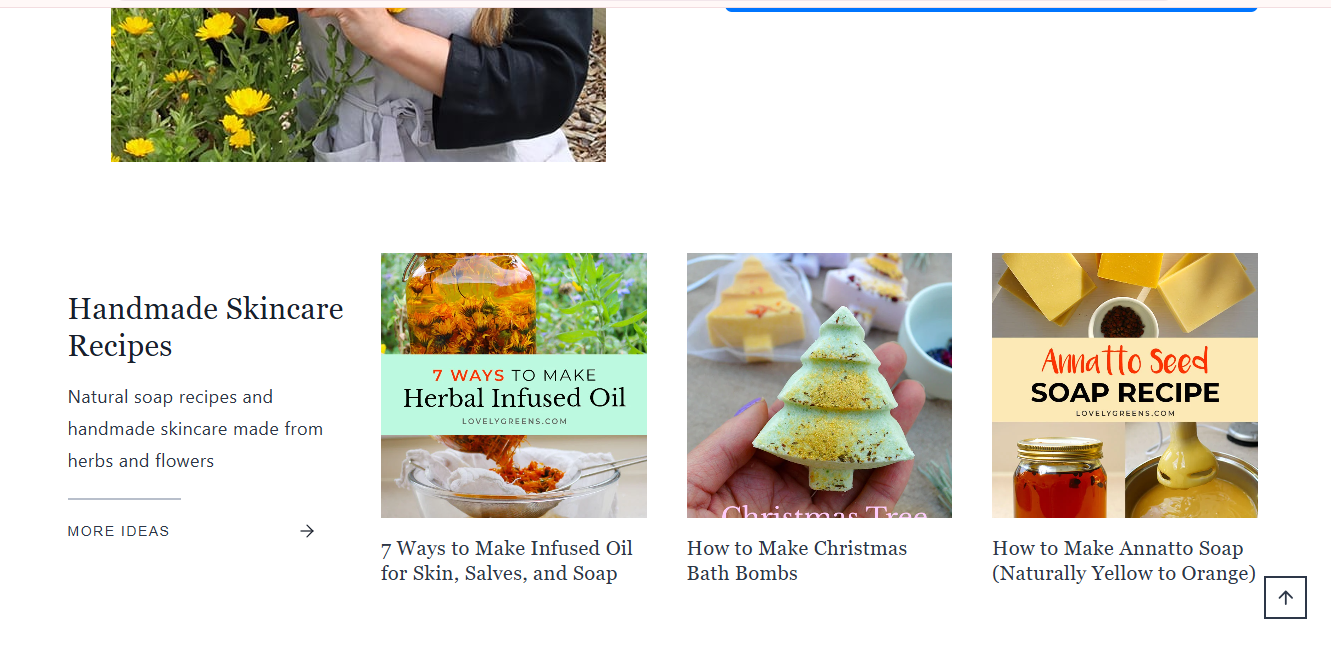 Handmade Skincare
Recipes
Natural soap recipes and
handmade skincare made from
herbs and flowers
MORE IDEAS
7 WAYS TO MAKE
Herbal Infused Oil
LOVELYGREENS.COM
7 Ways to Make Infused Oil
for Skin, Salves, and Soap
Christmas Tree
How to Make Christmas
Bath Bombs
Annatto Seed
SOAP RECIPE
LOVELYGREENS.COM
How to Make Annatto Soap
(Naturally Yellow to Orange)